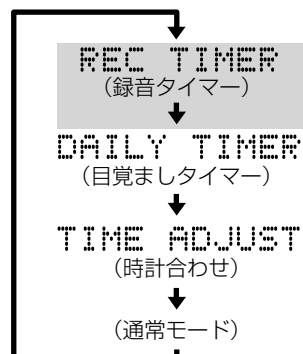 REC TIMER
（録音タイマー）
DAILY TIMER
（目覚ましタイマー）
TIME ADJUST
（時計合わせ）
（通常モード）